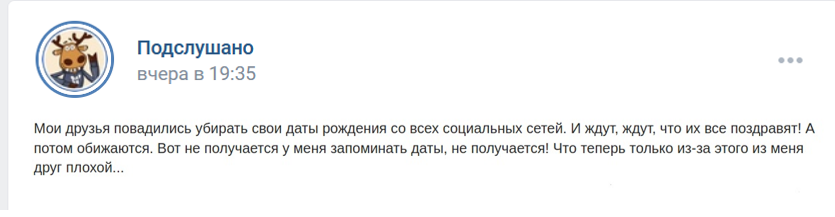 Подслушано
вчера в 19:35
Мои друзья повадились убирать свои даты рождения со всех социальных сетей. И ждут, ждут, что их все поздравят! А
потом обижаются. Вот не получается у меня запоминать даты, не получается! Что теперь только из-за этого из меня
друг плохой...